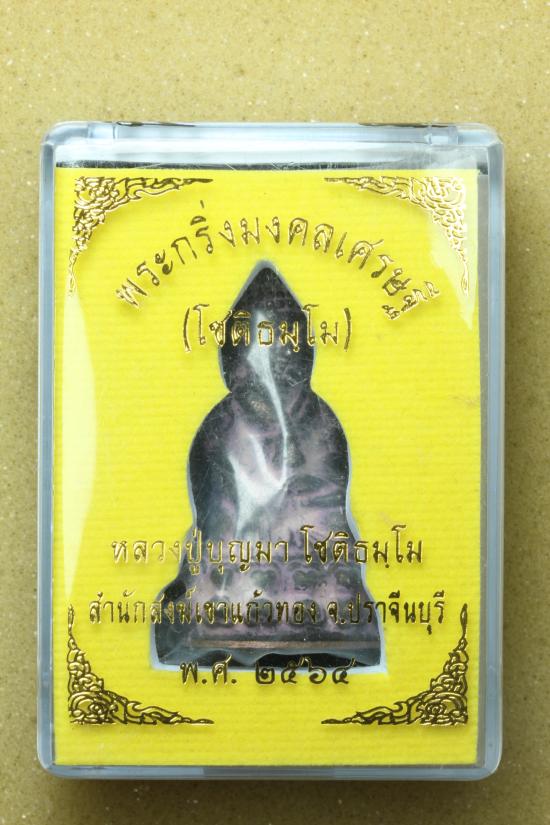 พระกริ่งมงคลเศรษฐี
(โชติธมฺโม)
หลวงปู่บุญมา โชติธมฺโม
สำนักสงฆ์เขาแก้วทอง จ.ปราจีนบุรี
พ.ศ. ๒๕๖๔